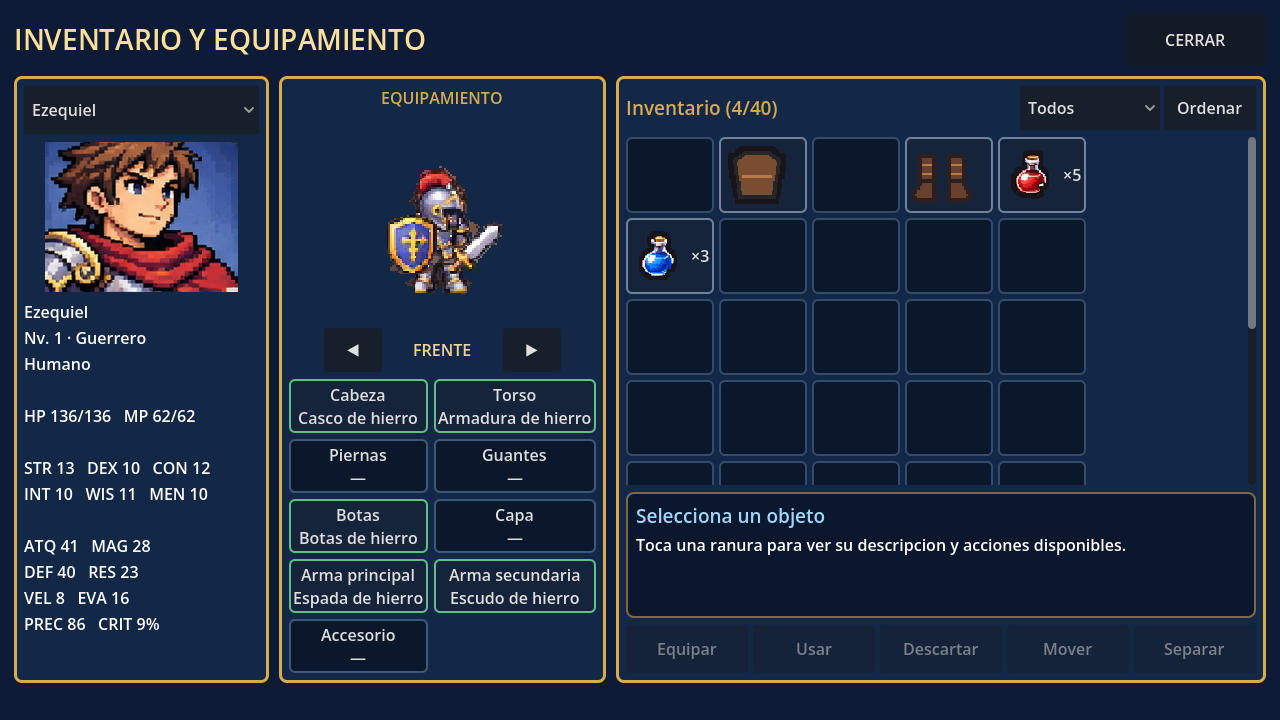 INVENTARIO Y EQUIPAMIENTO
CERRAR
Ezequiel
Ezequiel
Nv. 1 · Guerrero
Humano
HP 136/136 MP 62/62
STR 13 DEX 10 CON 12
INT 10 WIS 11 MEN 10
ATQ 41 MAG 28
DEF 40 RES 23
VEL 8 EVA 16
PREC 86 CRIT 9%
EQUIPAMIENTO
◀ FRENTE ▶
Cabeza
Casco de hierro
Torso
Armadura de hierro
Piernas
—
Guantes
—
Botas
Botas de hierro
Capa
—
Arma principal
Espada de hierro
Arma secundaria
Escudo de hierro
Accesorio
—
Inventario (4/40)
Todos
Ordenar
×5
×3
Selecciona un objeto
Toca una ranura para ver su descripcion y acciones disponibles.
Equipar
Usar
Descartar
Mover
Separar